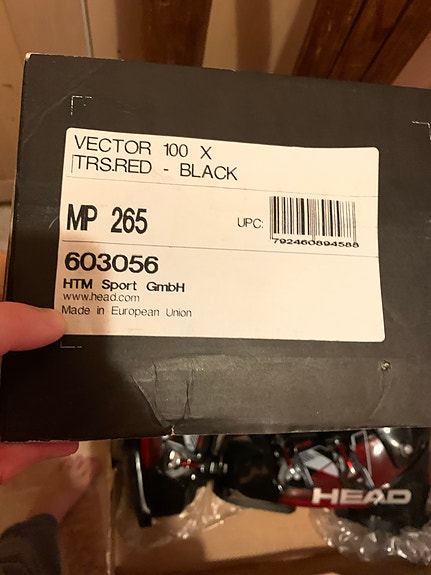 VECTOR 100 X
TRS.RED - BLACK
MP 265
UPC:
792460894588
603056
HTM Sport GmbH
www.head.com
Made in European Union
HEAD